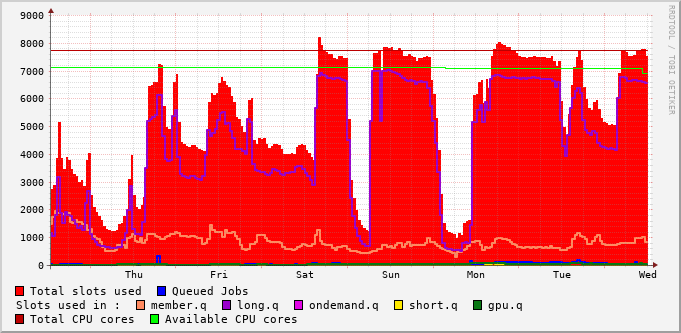 9000
8000
7000
6000
5000
4000
3000
2000
1000
0
Thu Fri Sat Sun Mon Tue Wed
RRDTOOL / TOBI OETIKER
Total slots used Queued Jobs
Slots used in : member.q long.q ondemand.q short.q gpu.q
Total CPU cores Available CPU cores